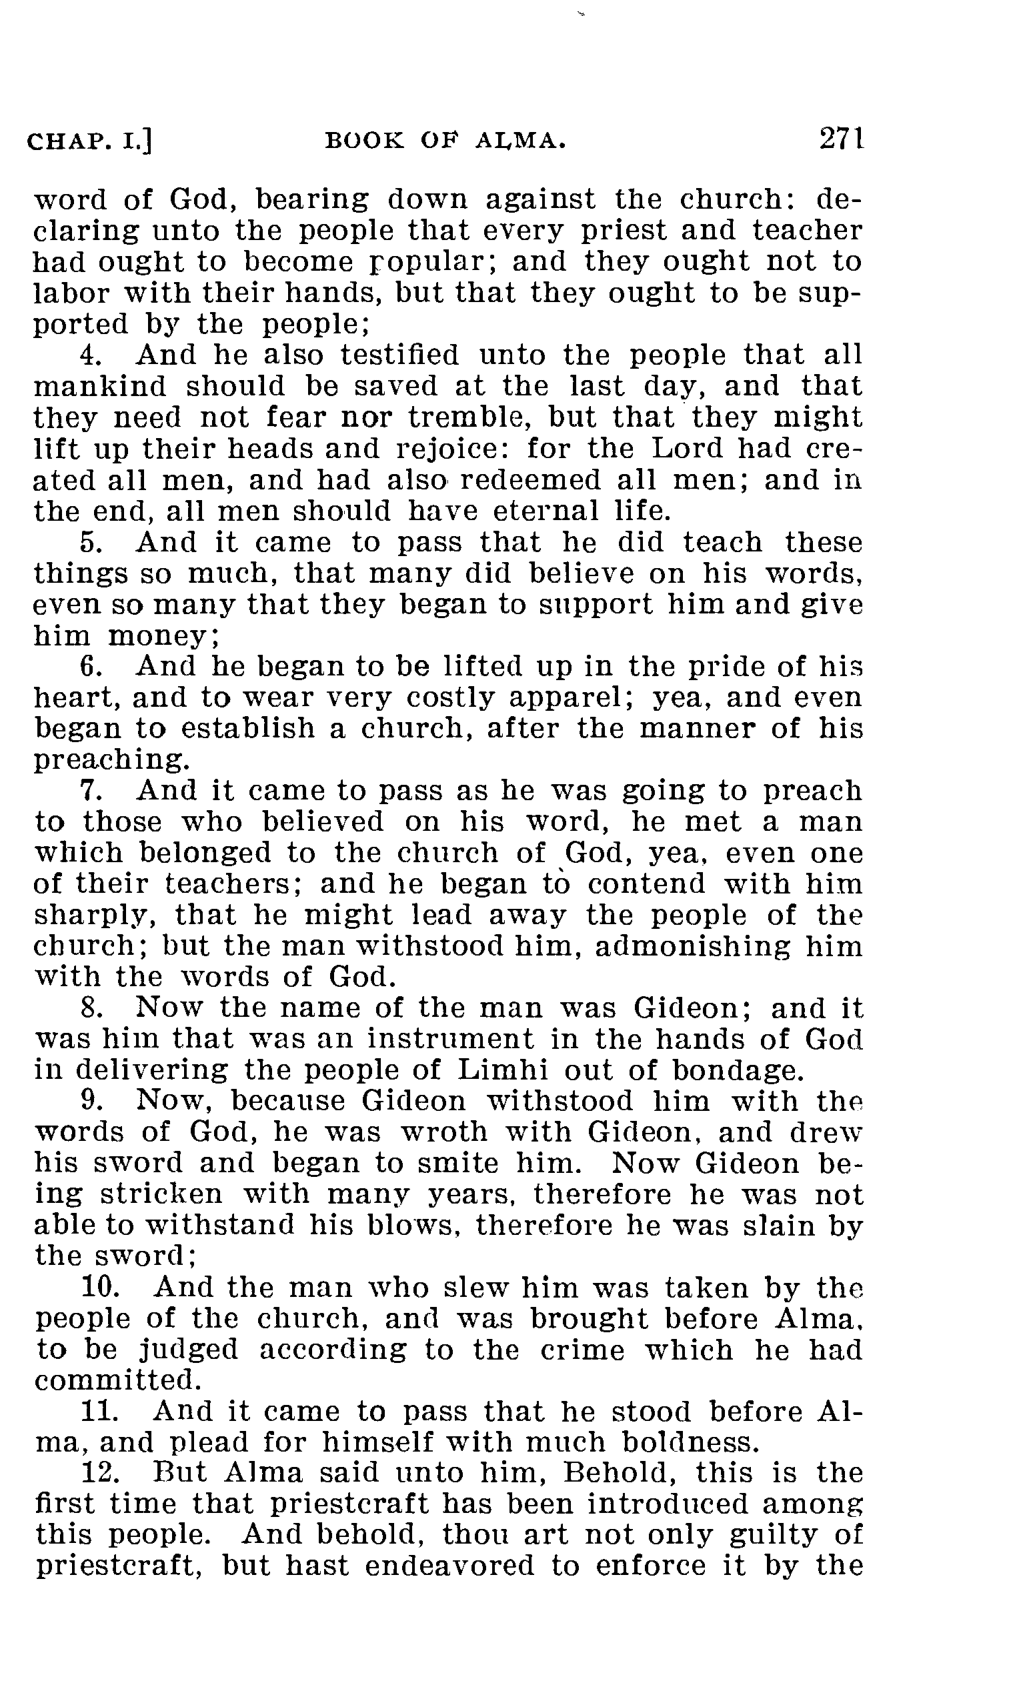 CHAP. I.] BOOK OF ALMA. 271
word of God, bearing down against the church: de-
claring unto the people that every priest and teacher
had ought to become popular; and they ought not to
labor with their hands, but that they ought to be sup-
ported by the people;
4. And he also testified unto the people that all
mankind should be saved at the last day, and that
they need not fear nor tremble, but that they might
lift up their heads and rejoice: for the Lord had cre-
ated all men, and had also redeemed all men; and in
the end, all men should have eternal life.
5. And it came to pass that he did teach these
things so much, that many did believe on his words,
even so many that they began to support him and give
him money;
6. And he began to be lifted up in the pride of his
heart, and to wear very costly apparel; yea, and even
began to establish a church, after the manner of his
preaching.
7. And it came to pass as he was going to preach
to those who believed on his word, he met a man
which belonged to the church of God, yea, even one
of their teachers; and he began to contend with him
sharply, that he might lead away the people of the
church; but the man withstood him, admonishing him
with the words of God.
8. Now the name of the man was Gideon; and it
was him that was an instrument in the hands of God
in delivering the people of Limhi out of bondage.
9. Now, because Gideon withstood him with the
words of God, he was wroth with Gideon, and drew
his sword and began to smite him. Now Gideon be-
ing stricken with many years, therefore he was not
able to withstand his blows, therefore he was slain by
the sword;
10. And the man who slew him was taken by the
people of the church, and was brought before Alma,
to be judged according to the crime which he had
committed.
11. And it came to pass that he stood before Al-
ma, and plead for himself with much boldness.
12. But Alma said unto him, Behold, this is the
first time that priestcraft has been introduced among
this people. And behold, thou art not only guilty of
priestcraft, but hast endeavored to enforce it by the